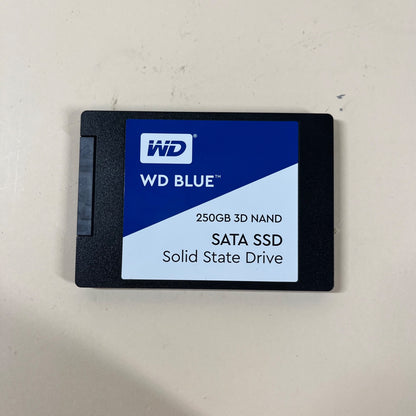 WD®
WD BLUE™
250GB 3D NAND
SATA SSD
Solid State Drive